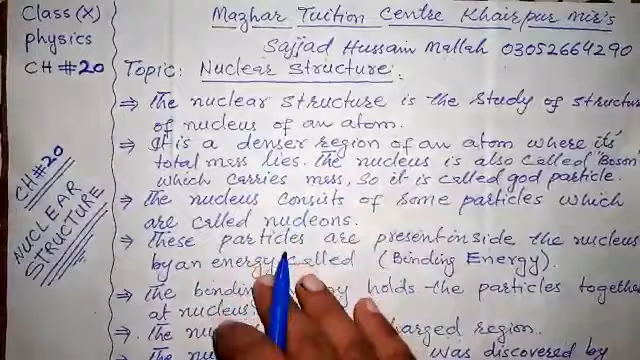 Class (X)
physics
CH #20
Mazhar Tuition Centre Khairpur mir's
Sajjad Hussain Mallah 03052664290
Topic: Nuclear Structure.
⇒ The nuclear structure is the study of structure
of nucleus of an atom.
⇒ It is a denser region of an atom where its'
total mass lies. The nucleus is also called "Boson"
which carries mass, So it is called god particle.
⇒ The nucleus consits of some particles which
are called nucleons.
⇒ These particles are present inside the nucleus
by an energy called (Binding Energy).
⇒ The holds the particles together
at nucleus.
⇒ The charged region.
⇒ The was discovered by
CH #20
NUCLEAR
STRUCTURE